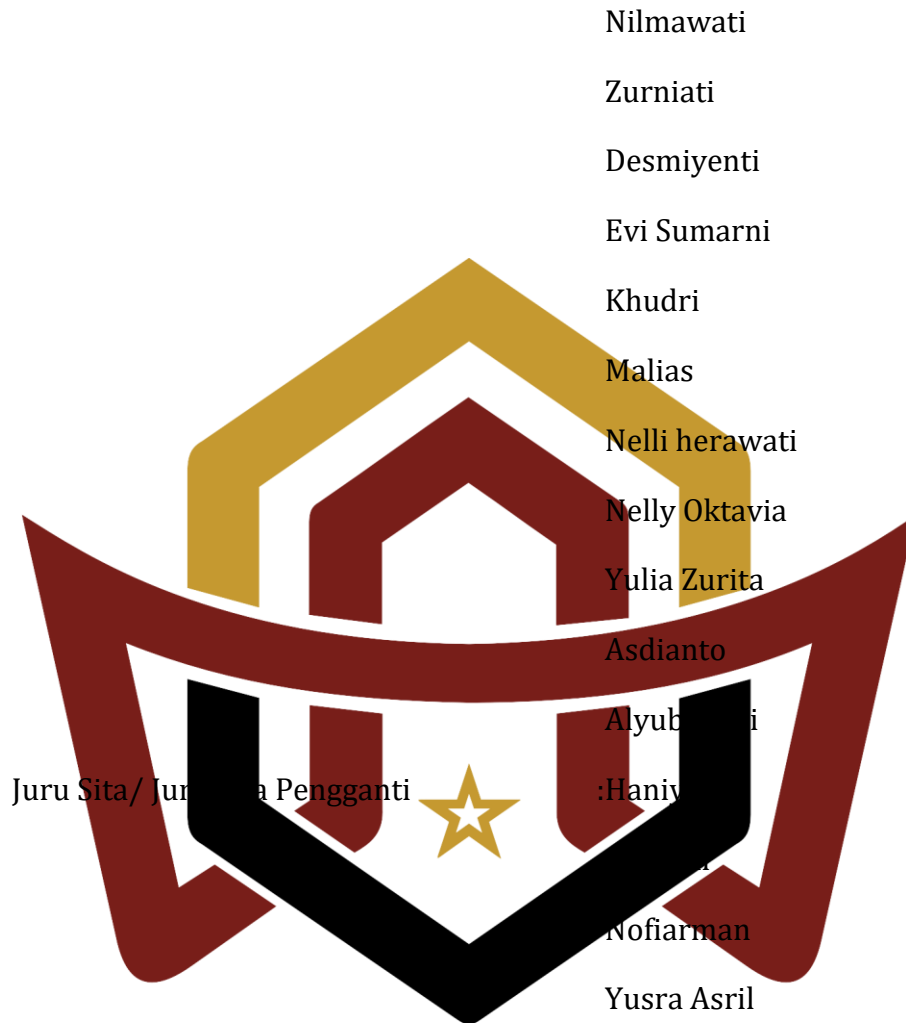 Nilmawati
Zurniati
Desmiyenti
Evi Sumarni
Khudri
Malias
Nelli herawati
Nelly Oktavia
Yulia Zurita
Asdianto
Juru Sita/ Pengganti :
Nofiarman
Yusra Asril